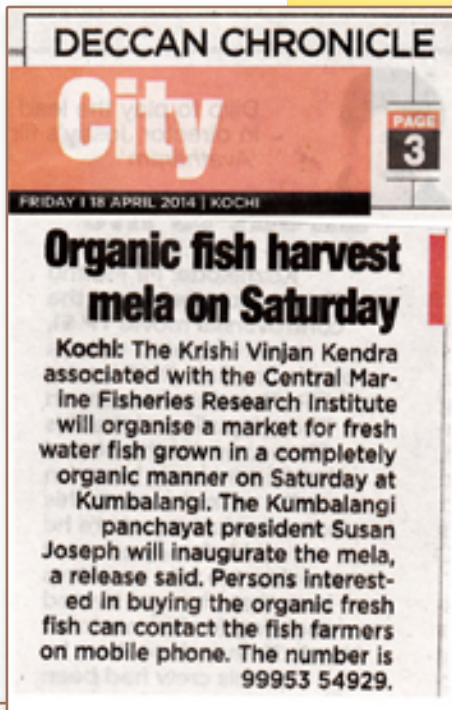 DECCAN CHRONICLE
City
PAGE
3
FRIDAY | 18 APRIL 2014 | KOCHI
Organic fish harvest
mela on Saturday
Kochi: The Krishi Vinjan Kendra
associated with the Central Mar-
ine Fisheries Research Institute
will organise a market for fresh
water fish grown in a completely
organic manner on Saturday at
Kumbalangi. The Kumbalangi
panchayat president Susan
Joseph will inaugurate the mela,
a release said. Persons interest-
ed in buying the organic fresh
fish can contact the fish farmers
on mobile phone. The number is
99953 54929.